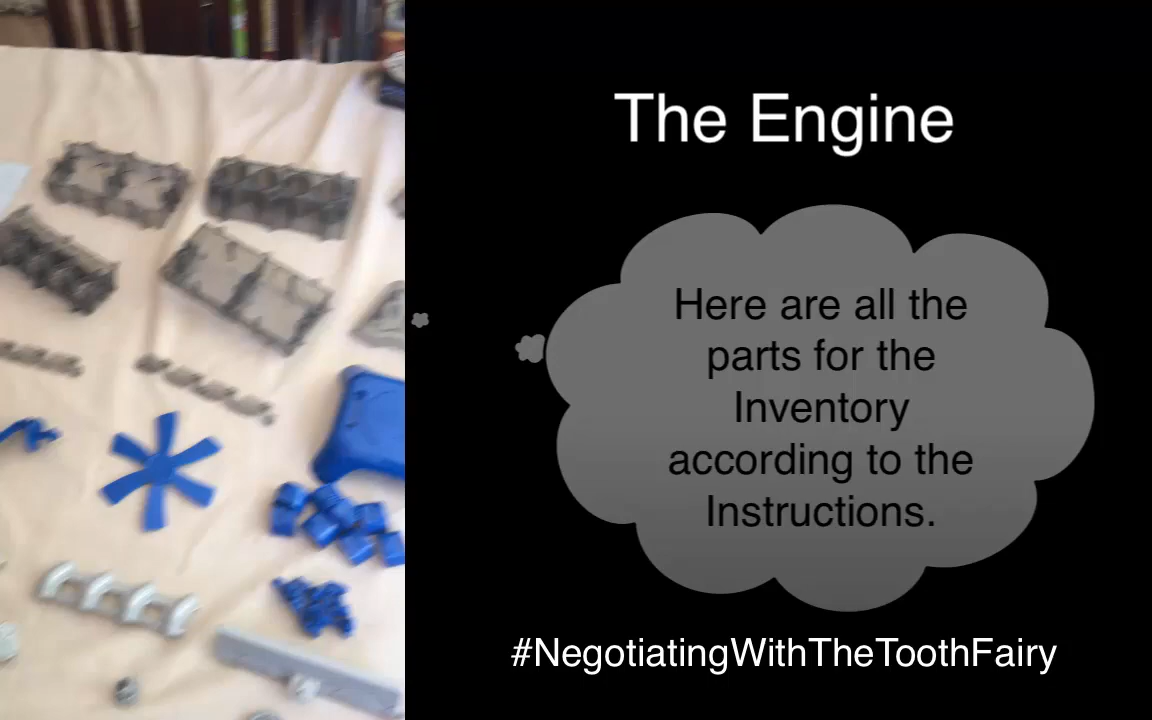 The Engine
Here are all the
parts for the
Inventory
according to the
Instructions.
#NegotiatingWithTheToothFairy